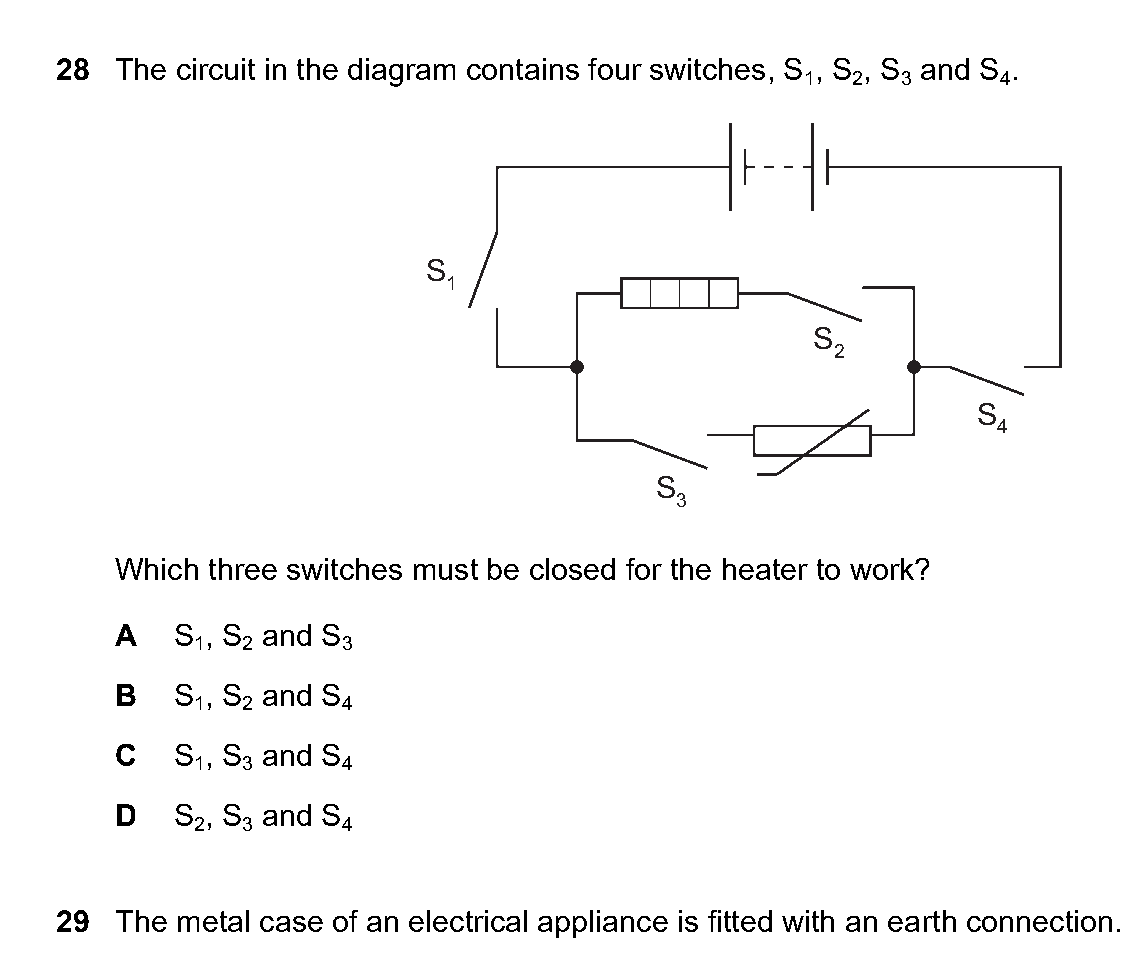 28 The circuit in the diagram contains four switches, S₁, S₂, S₃ and S₄.
S₁
S₂
S₄
S₃
Which three switches must be closed for the heater to work?
A S₁, S₂ and S₃
B S₁, S₂ and S₄
C S₁, S₃ and S₄
D S₂, S₃ and S₄
29 The metal case of an electrical appliance is fitted with an earth connection.